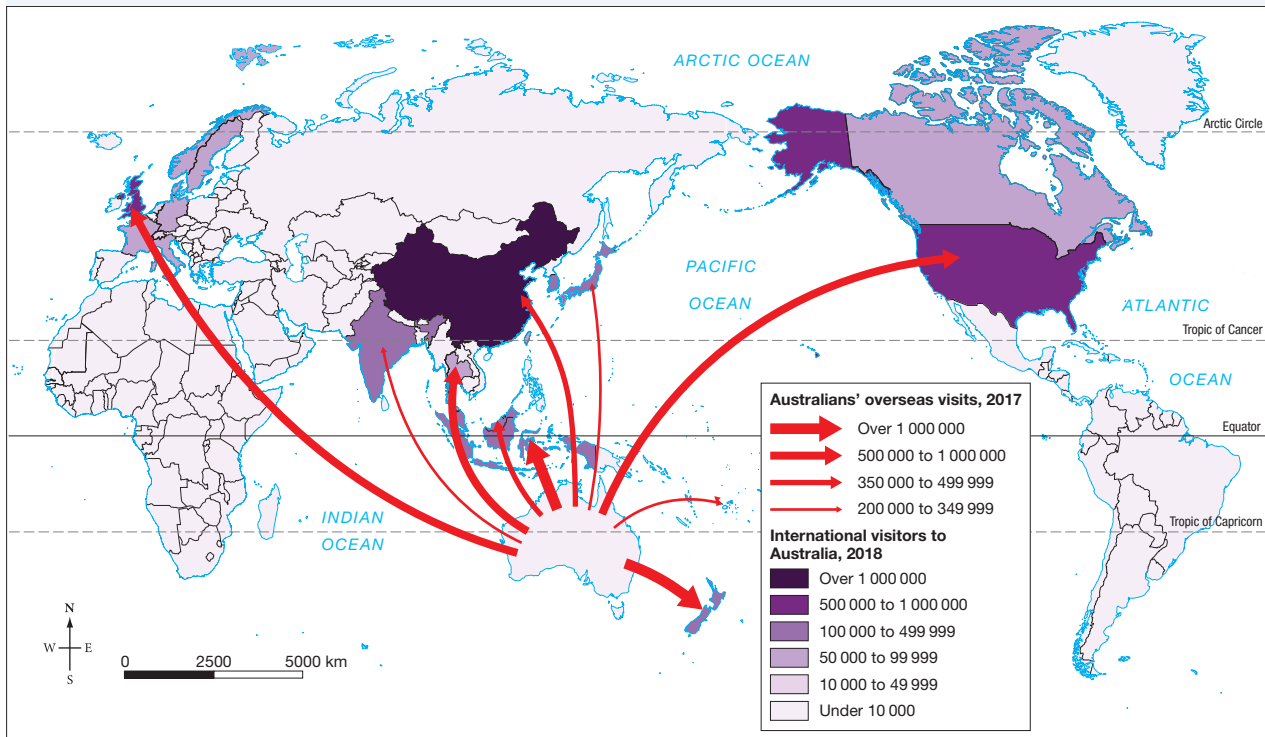 ARCTIC OCEAN
Arctic Circle
PACIFIC
OCEAN
ATLANTIC
Tropic of Cancer
OCEAN
Equator
INDIAN
OCEAN
Tropic of Capricorn
N
W E
S
0 2500 5000 km
Australians’ overseas visits, 2017
Over 1 000 000
500 000 to 1 000 000
350 000 to 499 999
200 000 to 349 999
International visitors to
Australia, 2018
Over 1 000 000
500 000 to 1 000 000
100 000 to 499 999
50 000 to 99 999
10 000 to 49 999
Under 10 000